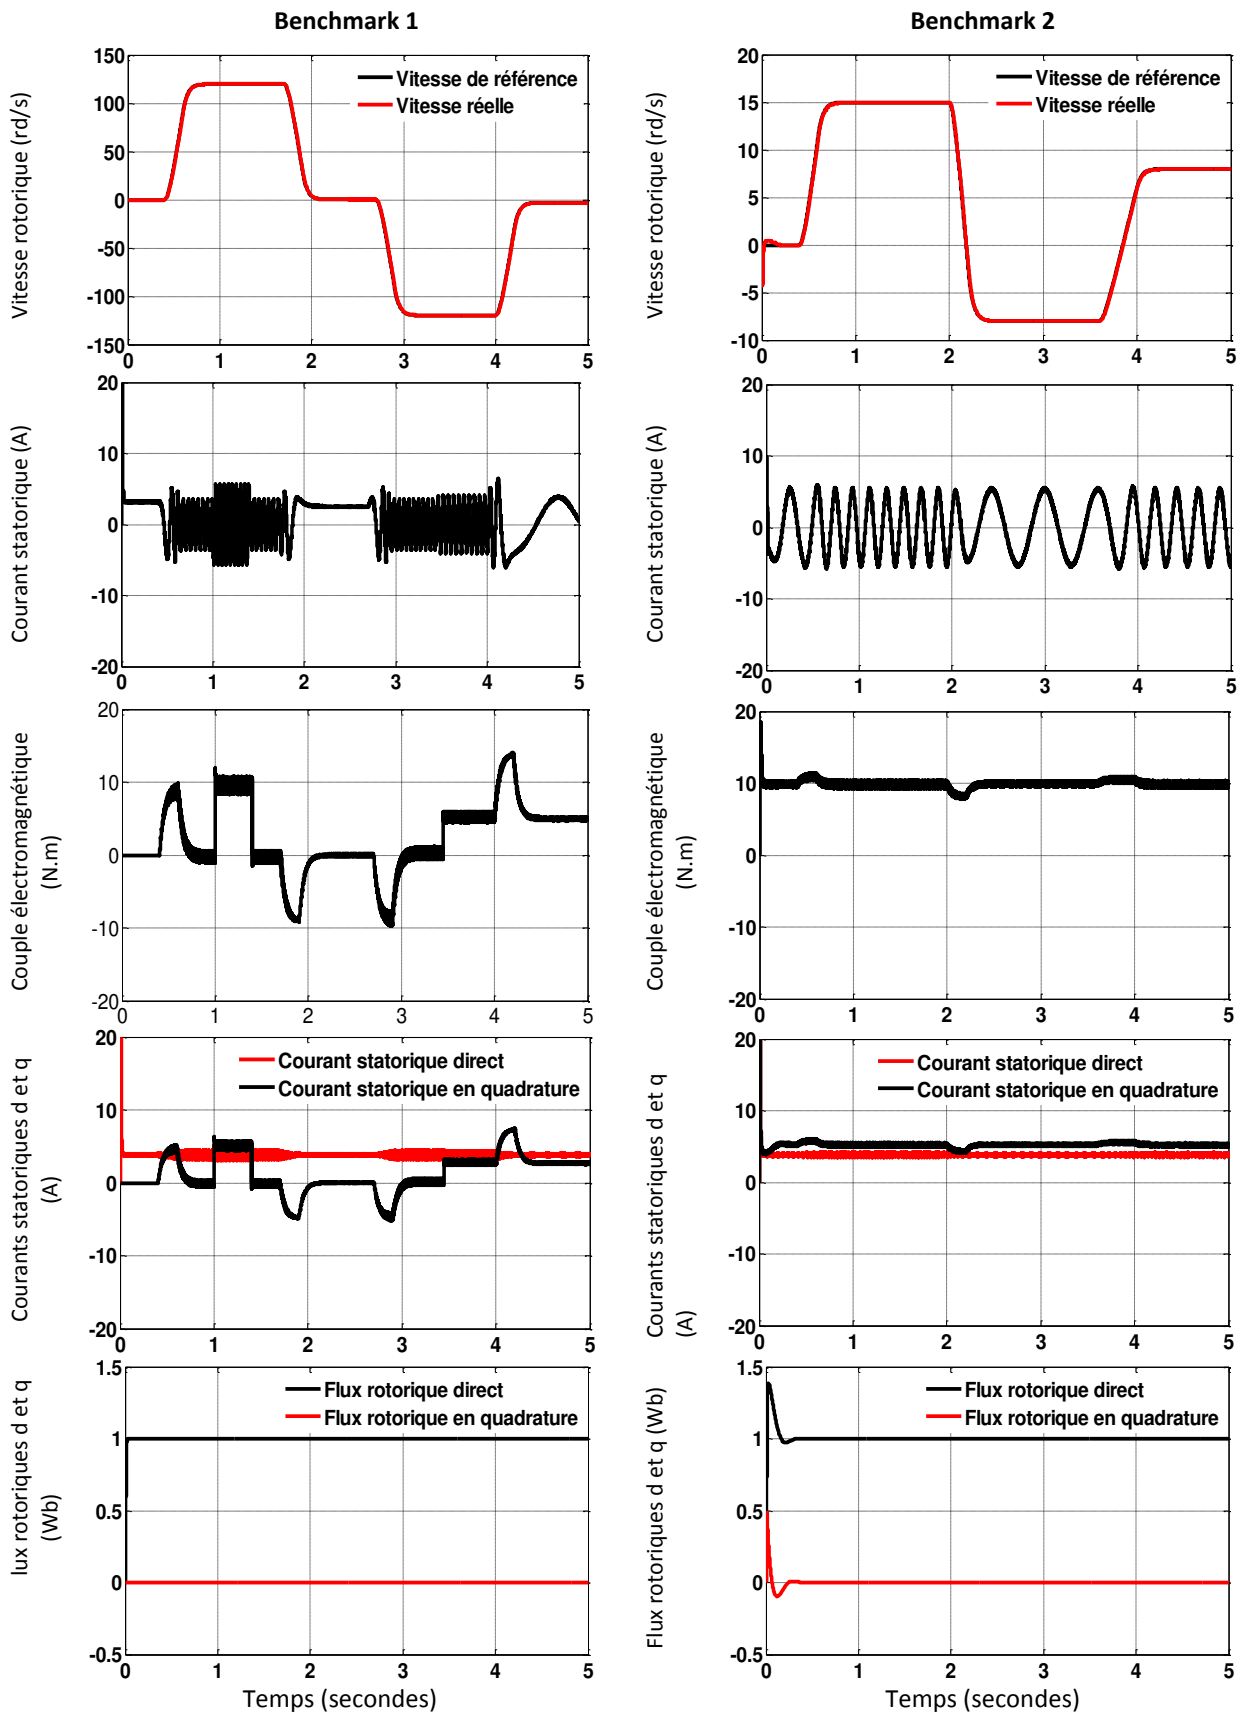 Benchmark 1
Vitesse rotorique (rd/s)
150
100
50
0
-50
-100
-150
Vitesse de référence
Vitesse réelle
0 1 2 3 4 5
Courant statorique (A)
20
10
0
-10
-20
0 1 2 3 4 5
Couple électromagnétique
(N.m)
20
10
0
-10
-20
0 1 2 3 4 5
Courants statoriques d et q
(A)
20
10
0
-10
-20
Courant statorique direct
Courant statorique en quadrature
0 1 2 3 4 5
lux rotoriques d et q
(Wb)
1.5
1
0.5
0
-0.5
Flux rotorique direct
Flux rotorique en quadrature
0 1 2 3 4 5
Temps (secondes)
Benchmark 2
Vitesse rotorique (rd/s)
20
15
10
5
0
-5
-10
Vitesse de référence
Vitesse réelle
0 1 2 3 4 5
Courant statorique (A)
20
10
0
-10
-20
0 1 2 3 4 5
Couple électromagnétique
(N.m)
20
10
0
-10
-20
0 1 2 3 4 5
Courants statoriques d et q
(A)
20
10
0
-10
-20
Courant statorique direct
Courant statorique en quadrature
0 1 2 3 4 5
Flux rotoriques d et q (Wb)
1.5
1
0.5
0
-0.5
Flux rotorique direct
Flux rotorique en quadrature
0 1 2 3 4 5
Temps (secondes)